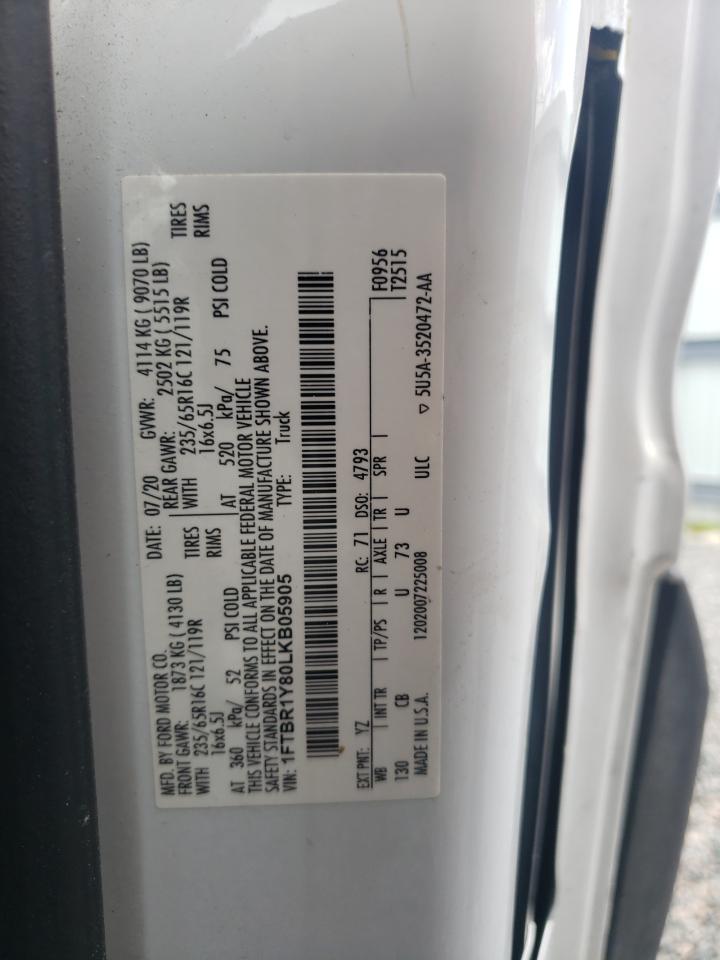 MFD. BY FORD MOTOR CO. DATE: 07/20 GVWR: 4114 KG ( 9070 LB)
FRONT GAWR: 1873 KG ( 4130 LB) REAR GAWR: 2502 KG ( 5515 LB)
WITH 235/65R16C 121/119R TIRES WITH 235/65R16C 121/119R TIRES
16x6.5J RIMS 16x6.5J RIMS
AT 360 kPa/ 52 PSI COLD AT 520 kPa/ 75 PSI COLD
THIS VEHICLE CONFORMS TO ALL APPLICABLE FEDERAL MOTOR VEHICLE
SAFETY STANDARDS IN EFFECT ON THE DATE OF MANUFACTURE SHOWN ABOVE.
VIN: 1FTBR1Y80LKB05905 TYPE: Truck
EXT PNT: YZ RC: 71 DSO: 4793
WB INT TR TP/PS R AXLE TR SPR F0956
130 CB U 73 U T2515
MADE IN U.S.A. 1202007225008 ULC ▽ 5U5A-3520472-AA